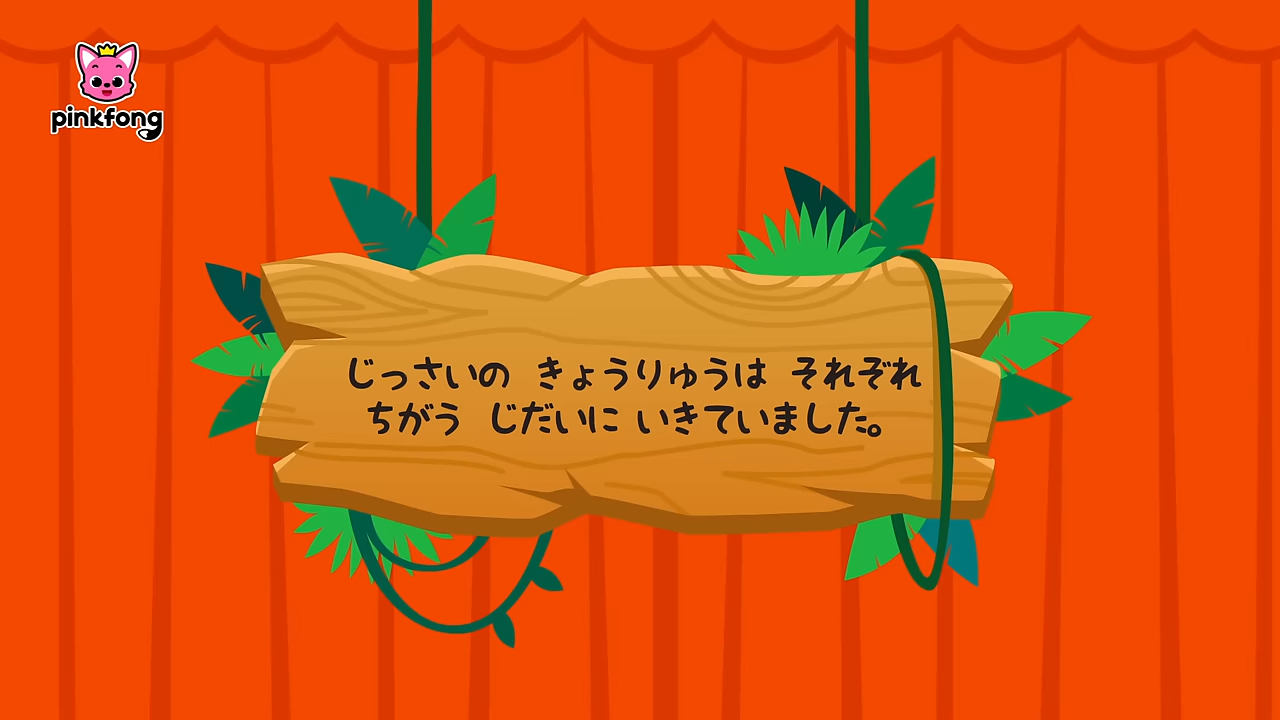 pinkfong
じっさいの きょうりゅうは それぞれ
ちがう じだいに いきていました。